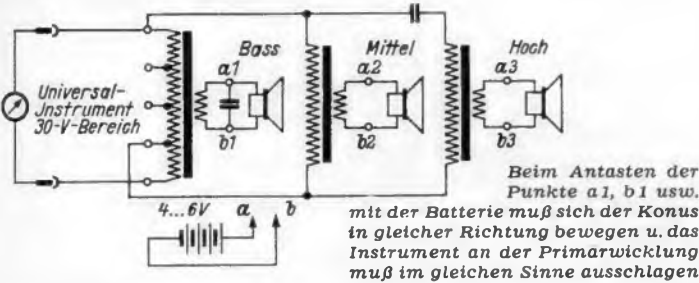 Bass
Mittel
Hoch
a1
a2
a3
Universal-
Jnstrument
30-V-Bereich
b1
b2
b3
4...6V
a
b
Beim Antasten der
Punkte a1, b1 usw.
mit der Batterie muß sich der Konus
in gleicher Richtung bewegen u. das
Instrument an der Primärwicklung
muß im gleichen Sinne ausschlagen